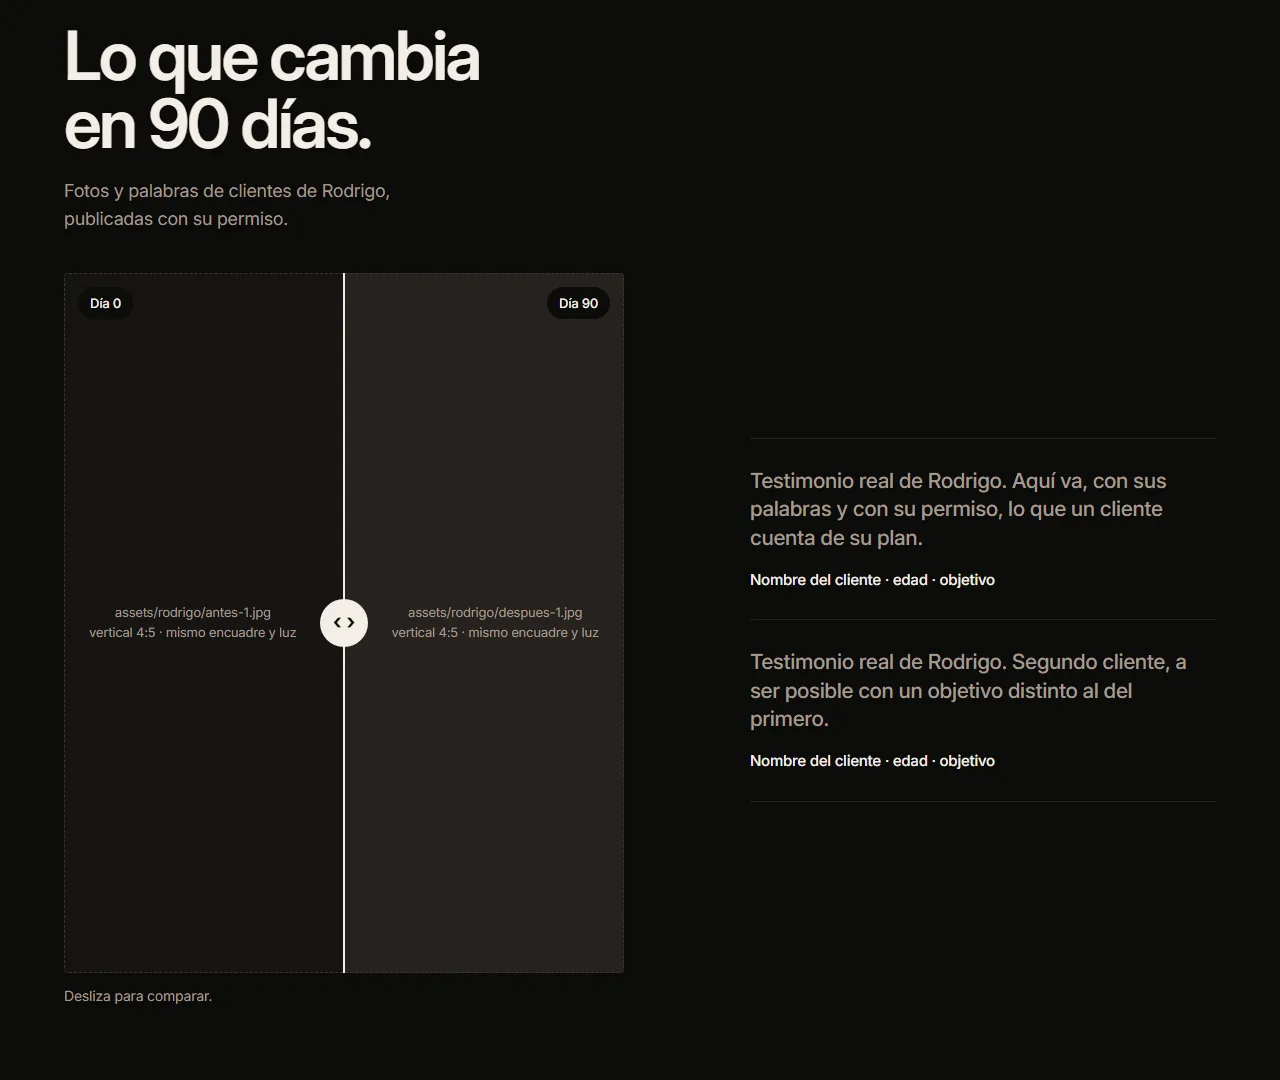 Lo que cambia
en 90 días.
Fotos y palabras de clientes de Rodrigo,
publicadas con su permiso.
Día 0
Día 90
assets/rodrigo/antes-1.jpg
vertical 4:5 · mismo encuadre y luz
assets/rodrigo/despues-1.jpg
vertical 4:5 · mismo encuadre y luz
Desliza para comparar.
Testimonio real de Rodrigo. Aquí va, con sus
palabras y con su permiso, lo que un cliente
cuenta de su plan.
Nombre del cliente · edad · objetivo
Testimonio real de Rodrigo. Segundo cliente, a
ser posible con un objetivo distinto al del
primero.
Nombre del cliente · edad · objetivo